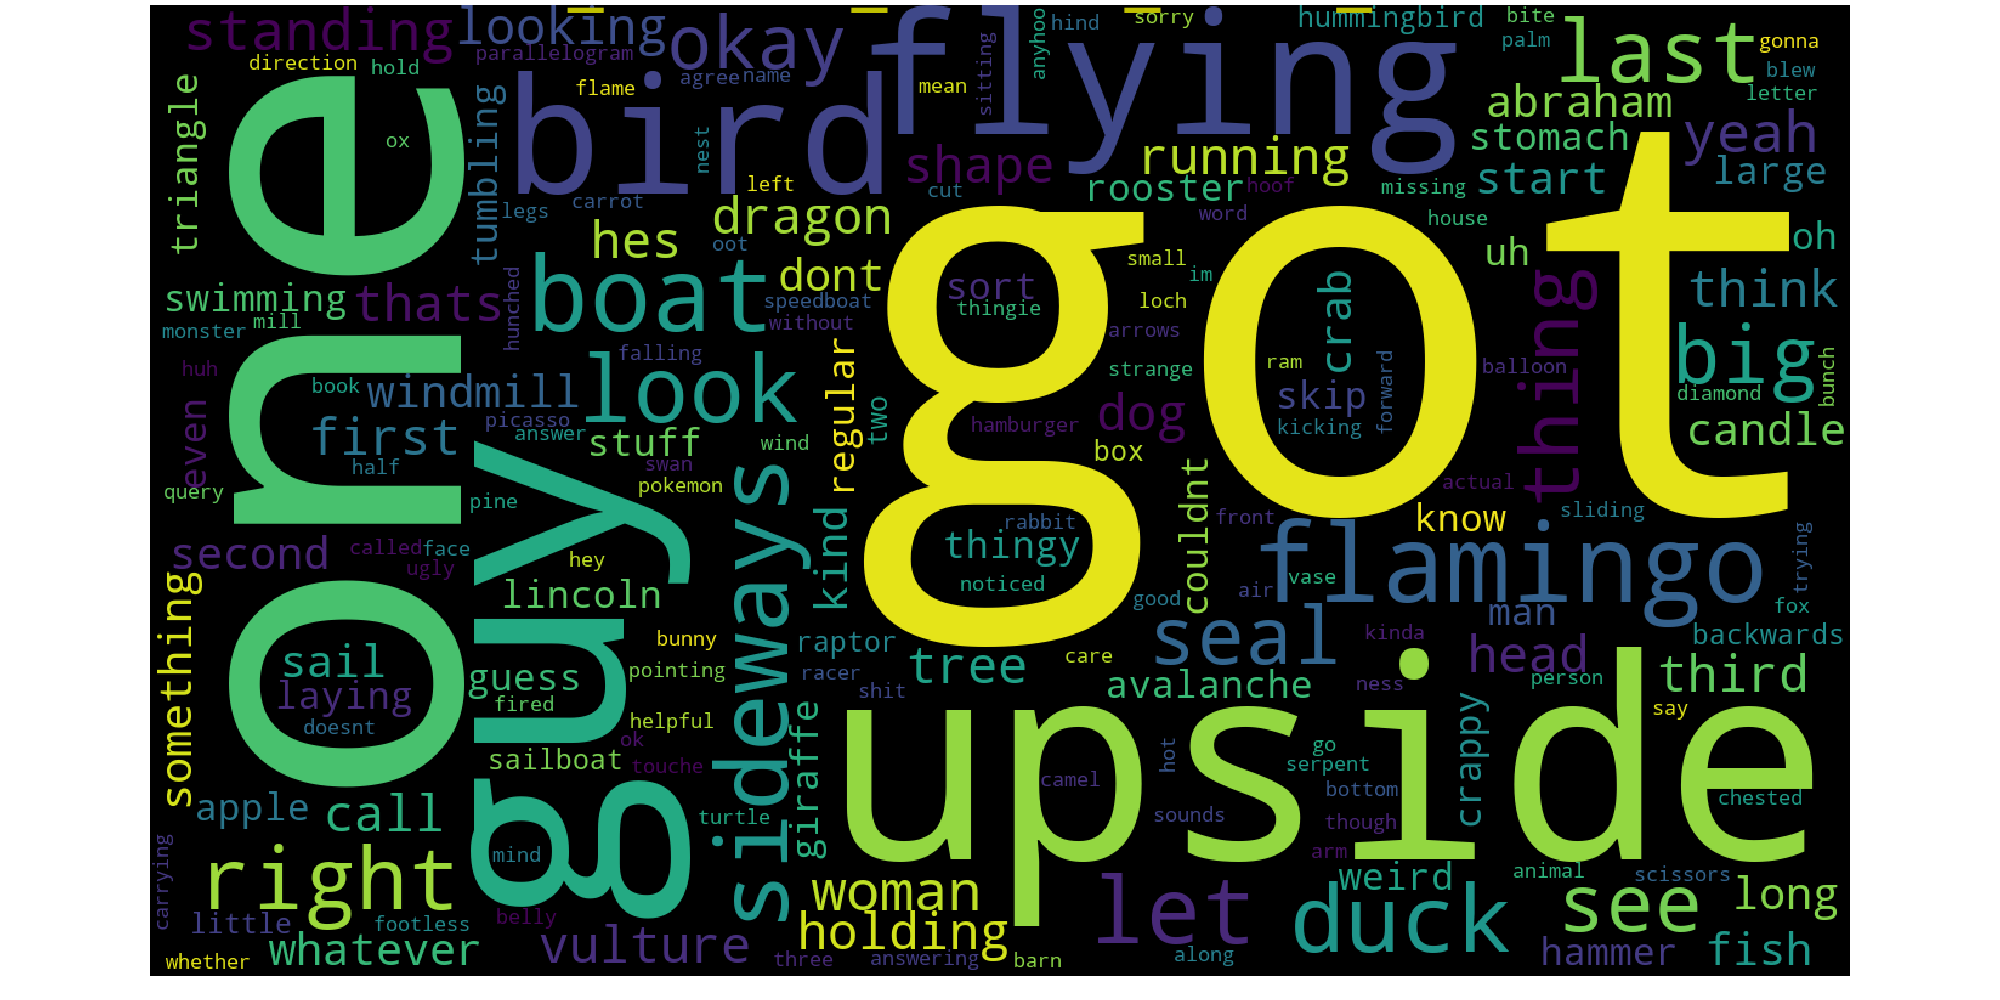 standing
looking
okay
flying
sorry
hummingbird
bite
last
hind
palm
gonna
direction
hold
parallelogram
agree
name
mean
sitting
anyhoo
blew
letter
flame
bird
abraham
yeah
triangle
one
ox
tumbling
nest
shape
running
stomach
large
left
cut
rooster
hoof
missing
start
legs
carrot
dragon
word
house
hes
oot
got
uh
oh
boat
dont
small
im
thing
think
swimming
thats
hunched
speedboat
sort
thingie
loch
crab
monster
mill
without
arrows
big
huh
falling
look
regular
strange
ram
balloon
bunch
book
windmill
skip
forward
diamond
even
first
picasso
answer
stuff
wind
two
hamburger
dog
kicking
candle
half
swan
box
query
pine
pokemon
couldnt
actual
guy
sideways
kind
rabbit
front
know
sliding
second
called
face
ugly
hey
thingy
noticed
flamingo
vase
trying
something
lincoln
good
air
man
fox
sail
bunny
raptor
seal
kinda
head
backwards
laying
guess
pointing
racer
tree
care
avalanche
ness
person
third
doesnt
fired
helpful
shit
upside
say
sailboat
ok
touche
giraffe
camel
hot
go
serpent
crappy
apple
call
turtle
sounds
bottom
chested
though
right
mind
arm
weird
animal
scissors
carrying
little
footless
belly
woman
holding
let
duck
see
long
whatever
vulture
three
answering
barn
along
hammer
fish
whether